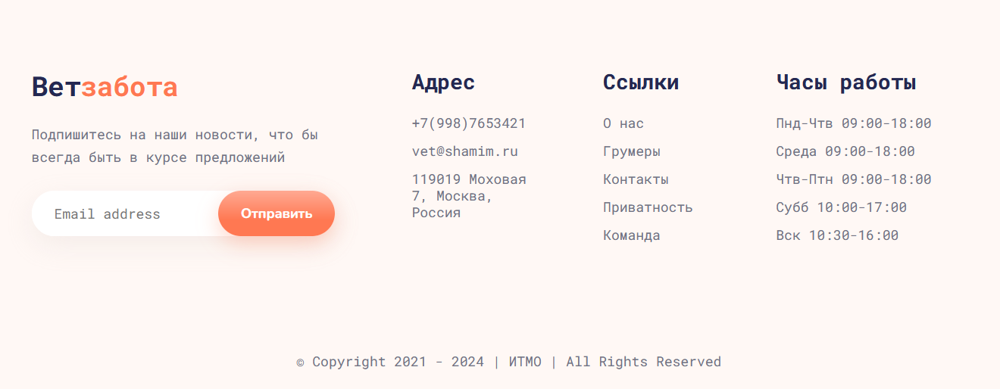 Ветзабота
Подпишитесь на наши новости, что бы
всегда быть в курсе предложений
Email address
Отправить
Адрес
+7(998)7653421
vet@shamim.ru
119019 Моховая
7, Москва,
Россия
Ссылки
О нас
Грумеры
Контакты
Приватность
Команда
Часы работы
Пнд-Чтв 09:00-18:00
Среда 09:00-18:00
Чтв-Птн 09:00-18:00
Субб 10:00-17:00
Вск 10:30-16:00
© Copyright 2021 - 2024 | ИТМО | All Rights Reserved